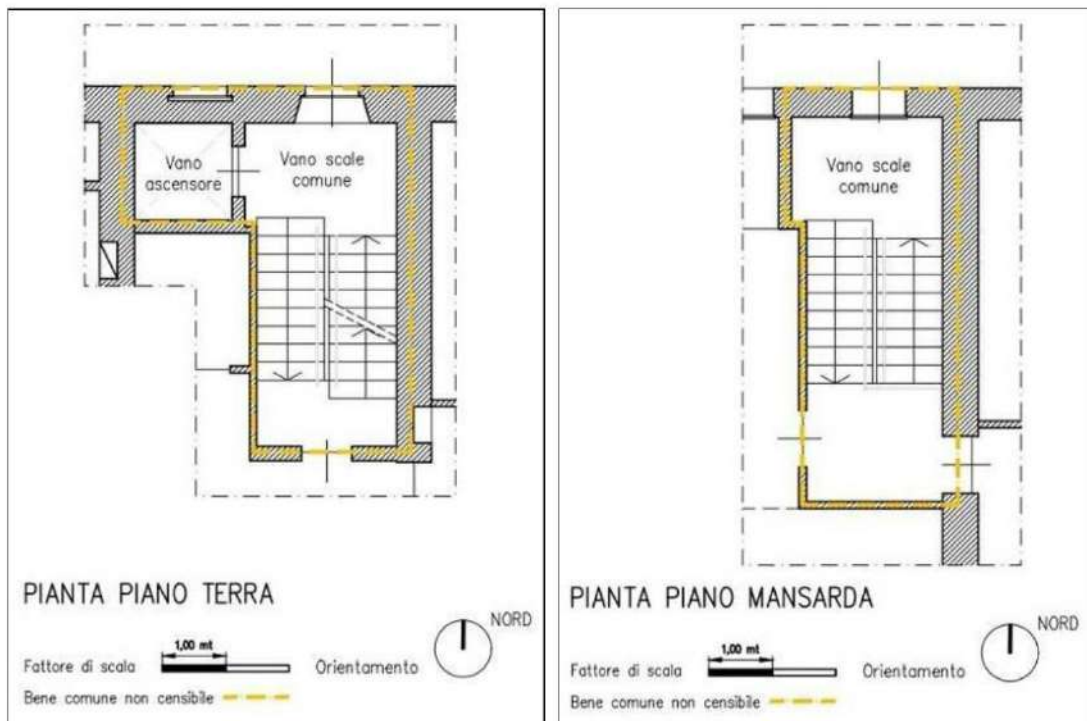 Vano
ascensore
Vano scale
comune
PIANTA PIANO TERRA
NORD
1,00 mt
Fattore di scala
Orientamento
Bene comune non censibile
Vano scale
comune
PIANTA PIANO MANSARDA
NORD
1,00 mt
Fattore di scala
Orientamento
Bene comune non censibile